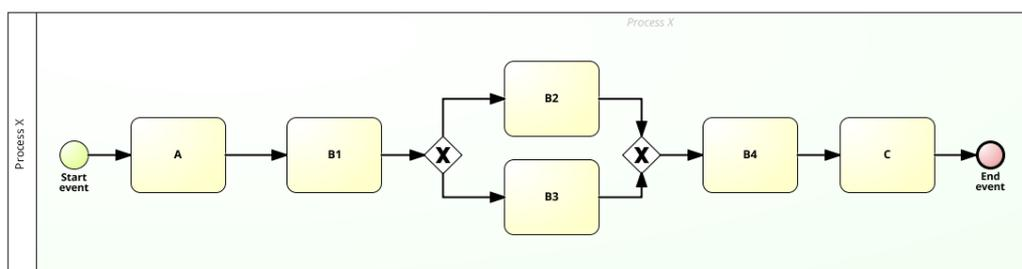 Process X
Process X
Start
event
A
B1
X
B2
B3
X
B4
C
End
event